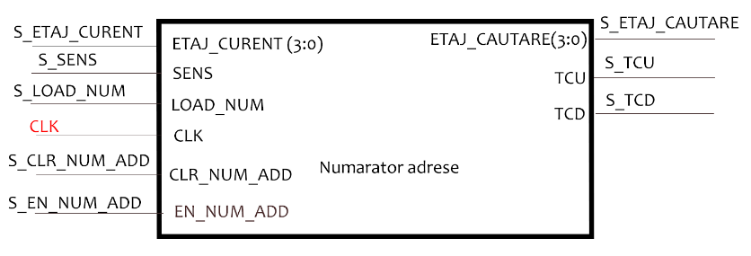 S_ETAJ_CURENT
ETAJ_CURENT (3:0)
ETAJ_CAUTARE(3:0)
S_ETAJ_CAUTARE
S_SENS
SENS
TCU
S_TCU
S_LOAD_NUM
LOAD_NUM
TCD
S_TCD
CLK
CLK
S_CLR_NUM_ADD
CLR_NUM_ADD
Numarator adrese
S_EN_NUM_ADD
EN_NUM_ADD